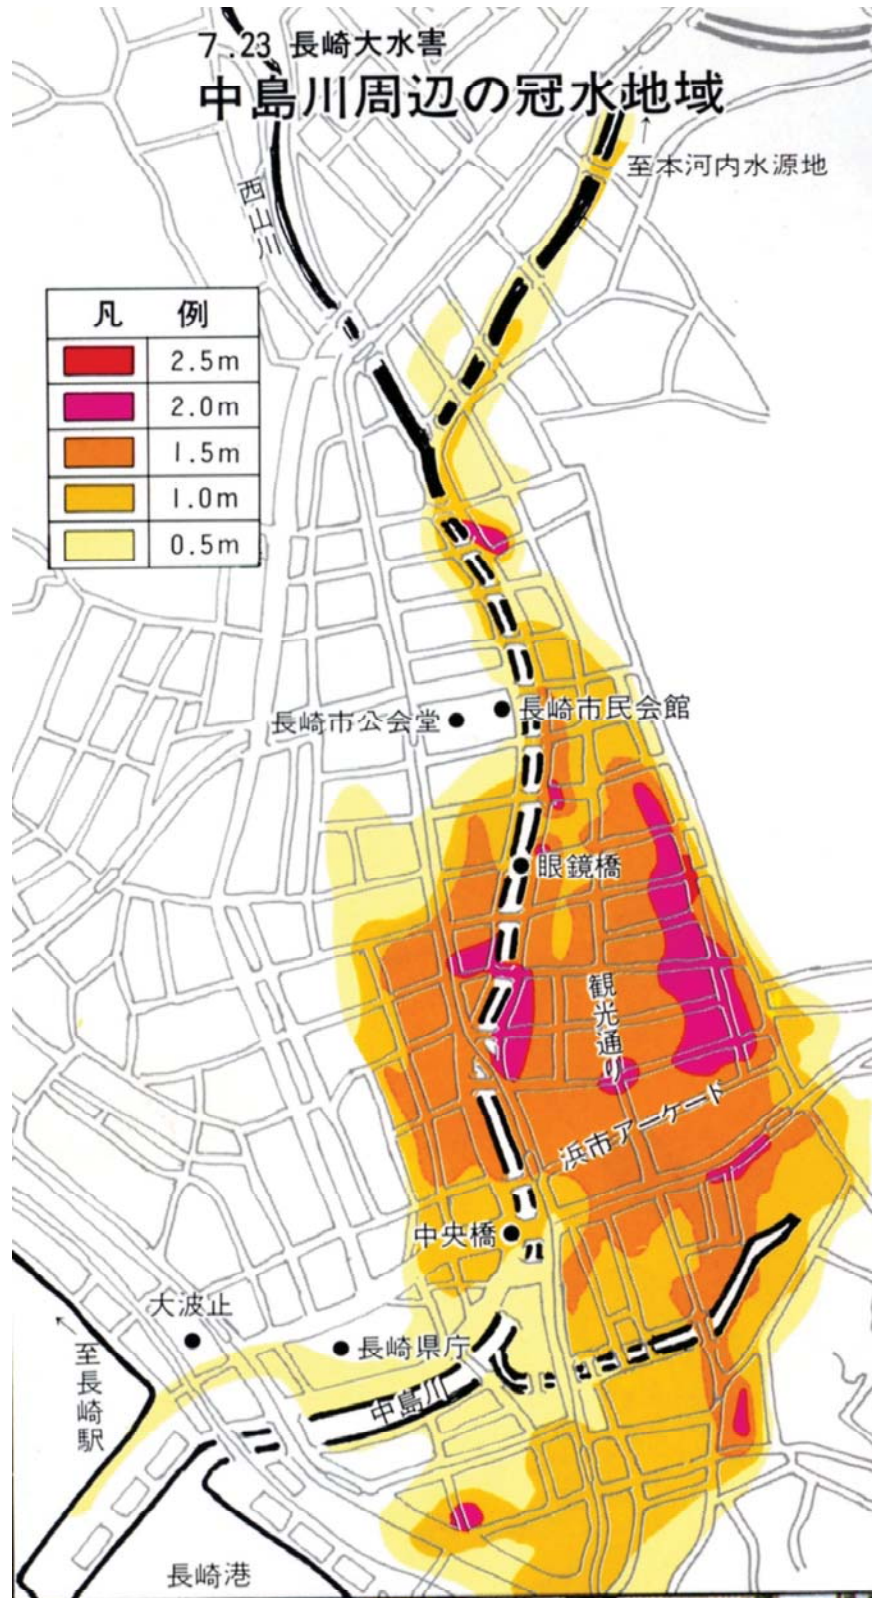 7.23 長崎大水害
中島川周辺の冠水地域
至本河内水源地
西山川
凡 例
2.5m
2.0m
1.5m
1.0m
0.5m
長崎市公会堂
長崎市民会館
眼鏡橋
観光通り
浜市アーケード
中央橋
大波止
長崎県庁
至長崎駅
中島川
長崎港